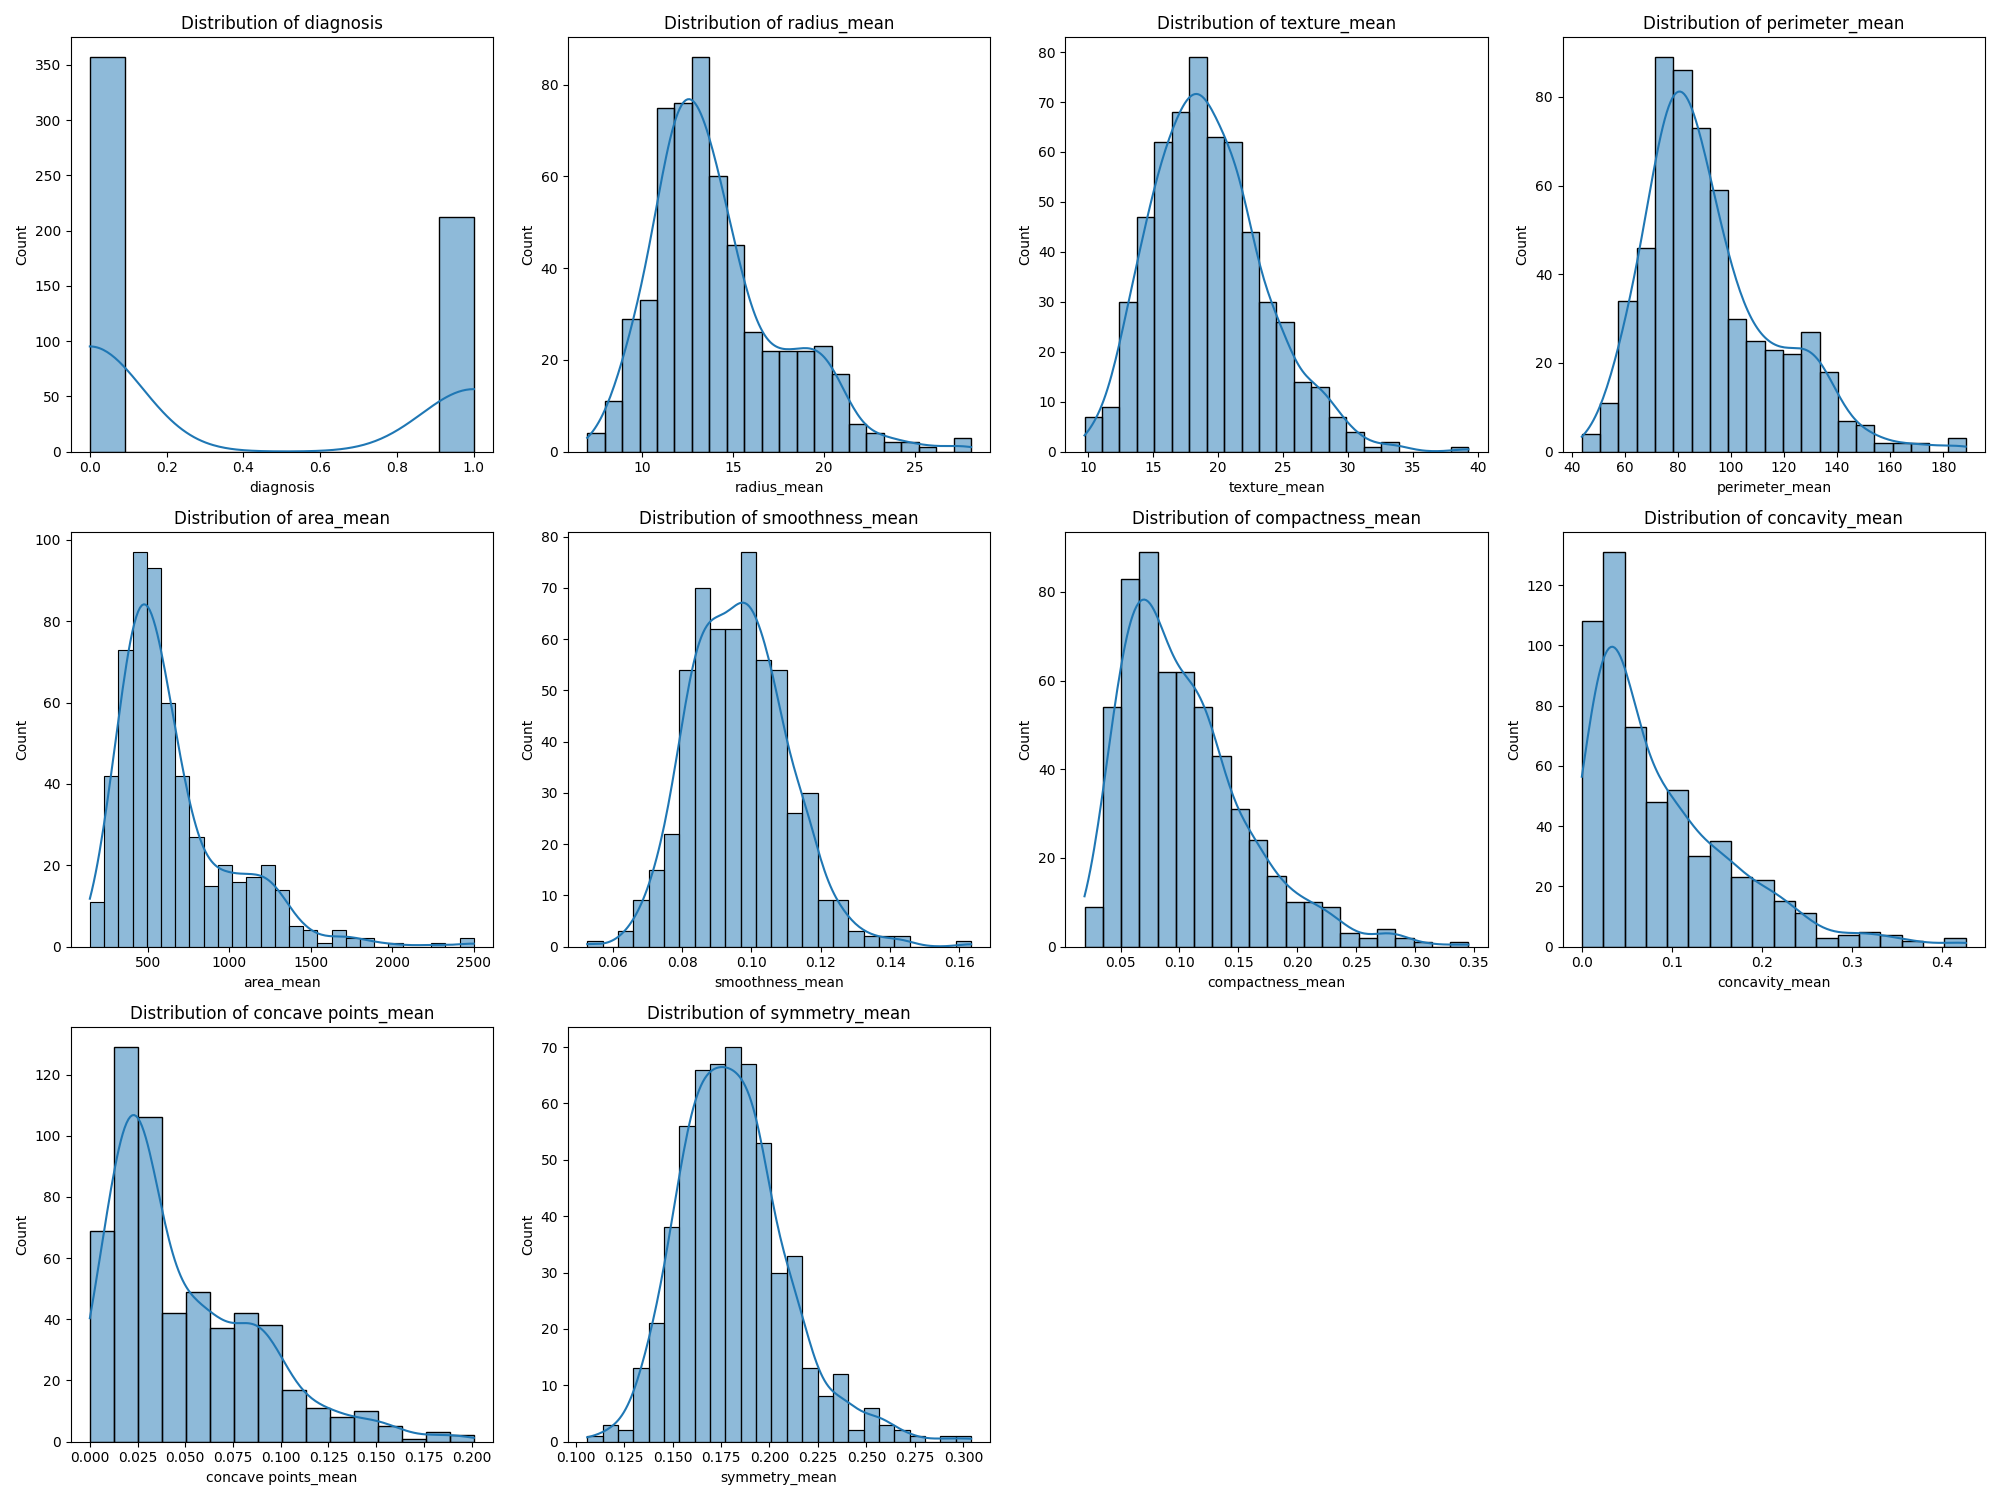 Distribution of diagnosis
Distribution of radius_mean
Distribution of texture_mean
Distribution of perimeter_mean
350
300
250
200
150
100
50
0
Count
0.0 0.2 0.4 0.6 0.8 1.0
diagnosis
80
60
40
20
0
Count
10 15 20 25
radius_mean
80
70
60
50
40
30
20
10
0
Count
10 15 20 25 30 35 40
texture_mean
80
60
40
20
0
Count
40 60 80 100 120 140 160 180
perimeter_mean
Distribution of area_mean
Distribution of smoothness_mean
Distribution of compactness_mean
Distribution of concavity_mean
100
80
60
40
20
0
Count
500 1000 1500 2000 2500
area_mean
80
70
60
50
40
30
20
10
0
Count
0.06 0.08 0.10 0.12 0.14 0.16
smoothness_mean
80
60
40
20
0
Count
0.05 0.10 0.15 0.20 0.25 0.30 0.35
compactness_mean
120
100
80
60
40
20
0
Count
0.0 0.1 0.2 0.3 0.4
concavity_mean
Distribution of concave points_mean
Distribution of symmetry_mean
120
100
80
60
40
20
0
Count
0.000 0.025 0.050 0.075 0.100 0.125 0.150 0.175 0.200
concave points_mean
70
60
50
40
30
20
10
0
Count
0.100 0.125 0.150 0.175 0.200 0.225 0.250 0.275 0.300
symmetry_mean